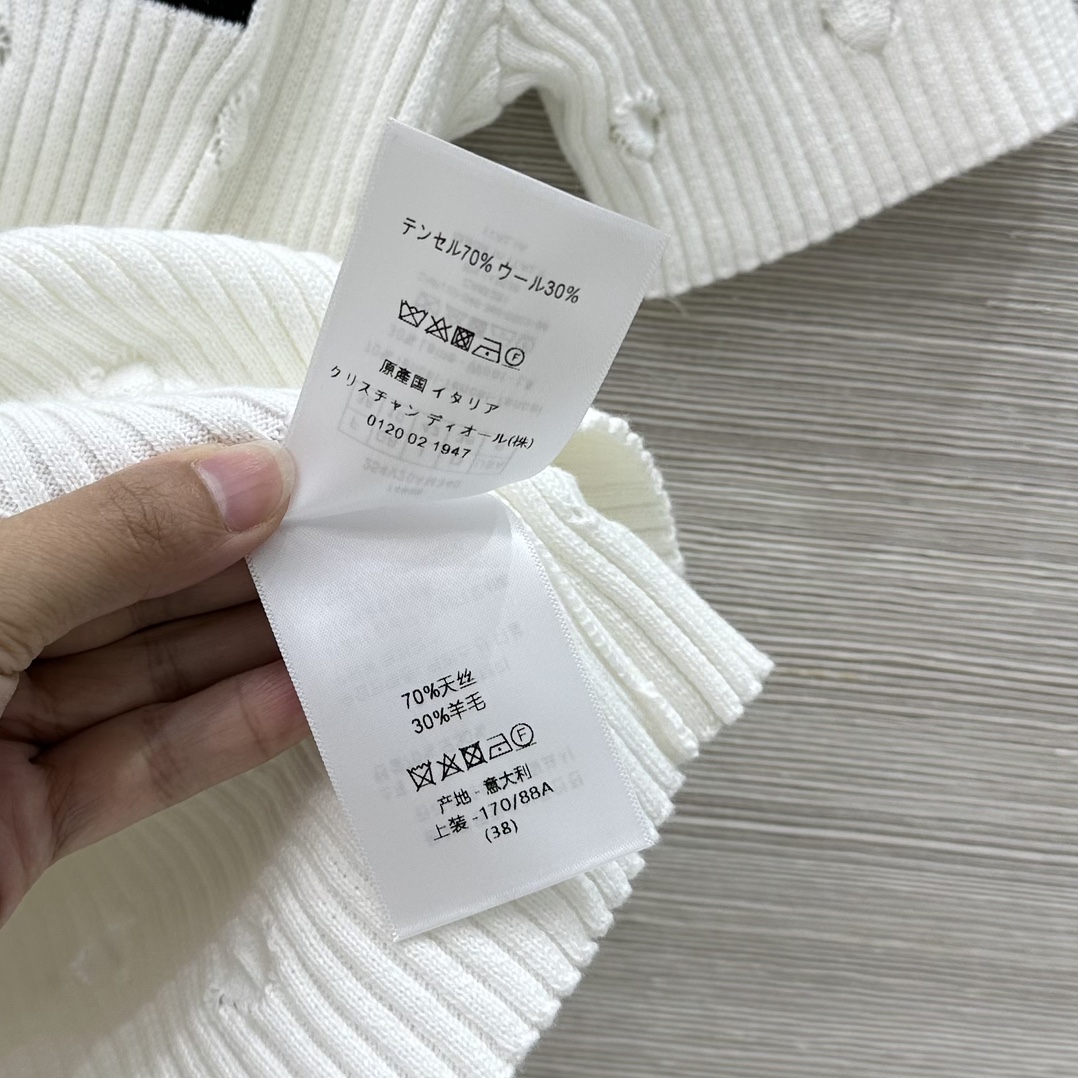 テンセル70% ウール30%
F
原產国 イタリア
クリスチャン ディオール(株)
0120 02 1947
70%天丝
30%羊毛
F
产地 - 意大利
上装 -170/88A
(38)